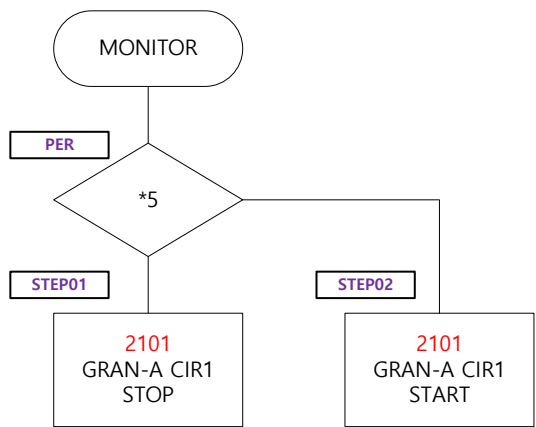 MONITOR
PER
*5
STEP01
STEP02
2101
GRAN-A CIR1
STOP
2101
GRAN-A CIR1
START